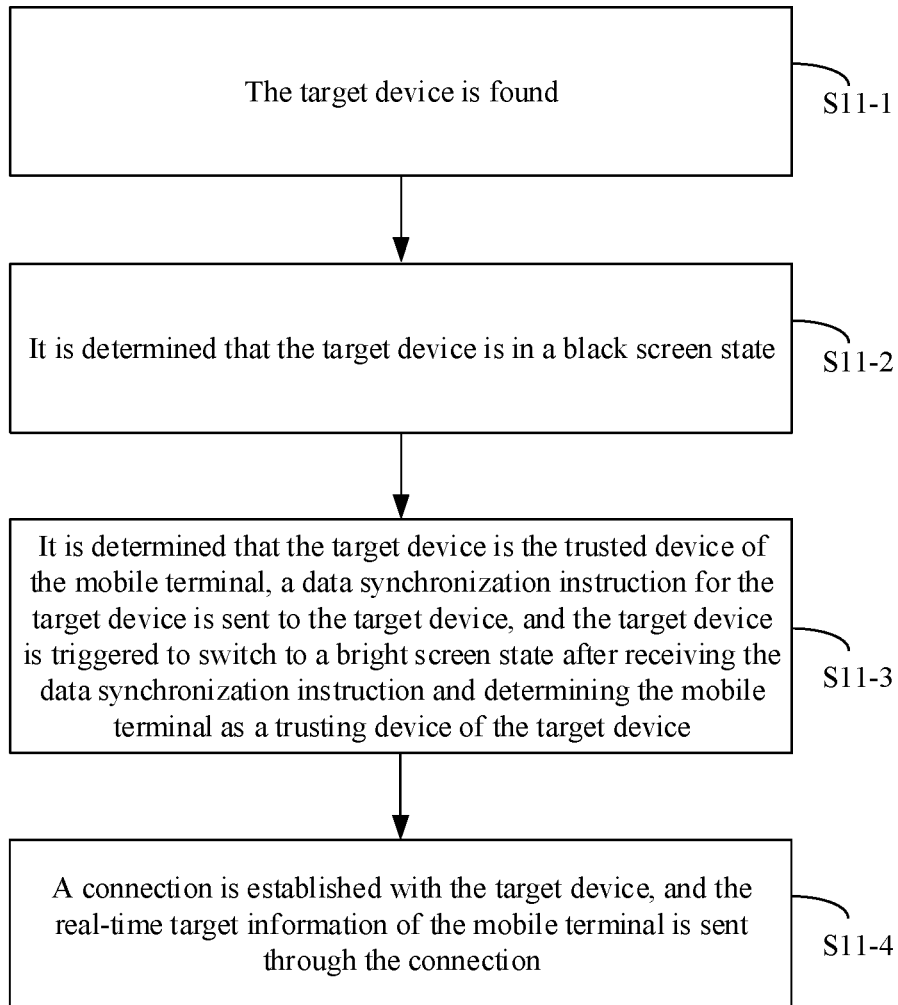 The target device is found
S11-1
It is determined that the target device is in a black screen state
S11-2
It is determined that the target device is the trusted device of
the mobile terminal, a data synchronization instruction for the
target device is sent to the target device, and the target device
is triggered to switch to a bright screen state after receiving the
data synchronization instruction and determining the mobile
terminal as a trusting device of the target device
S11-3
A connection is established with the target device, and the
real-time target information of the mobile terminal is sent
through the connection
S11-4